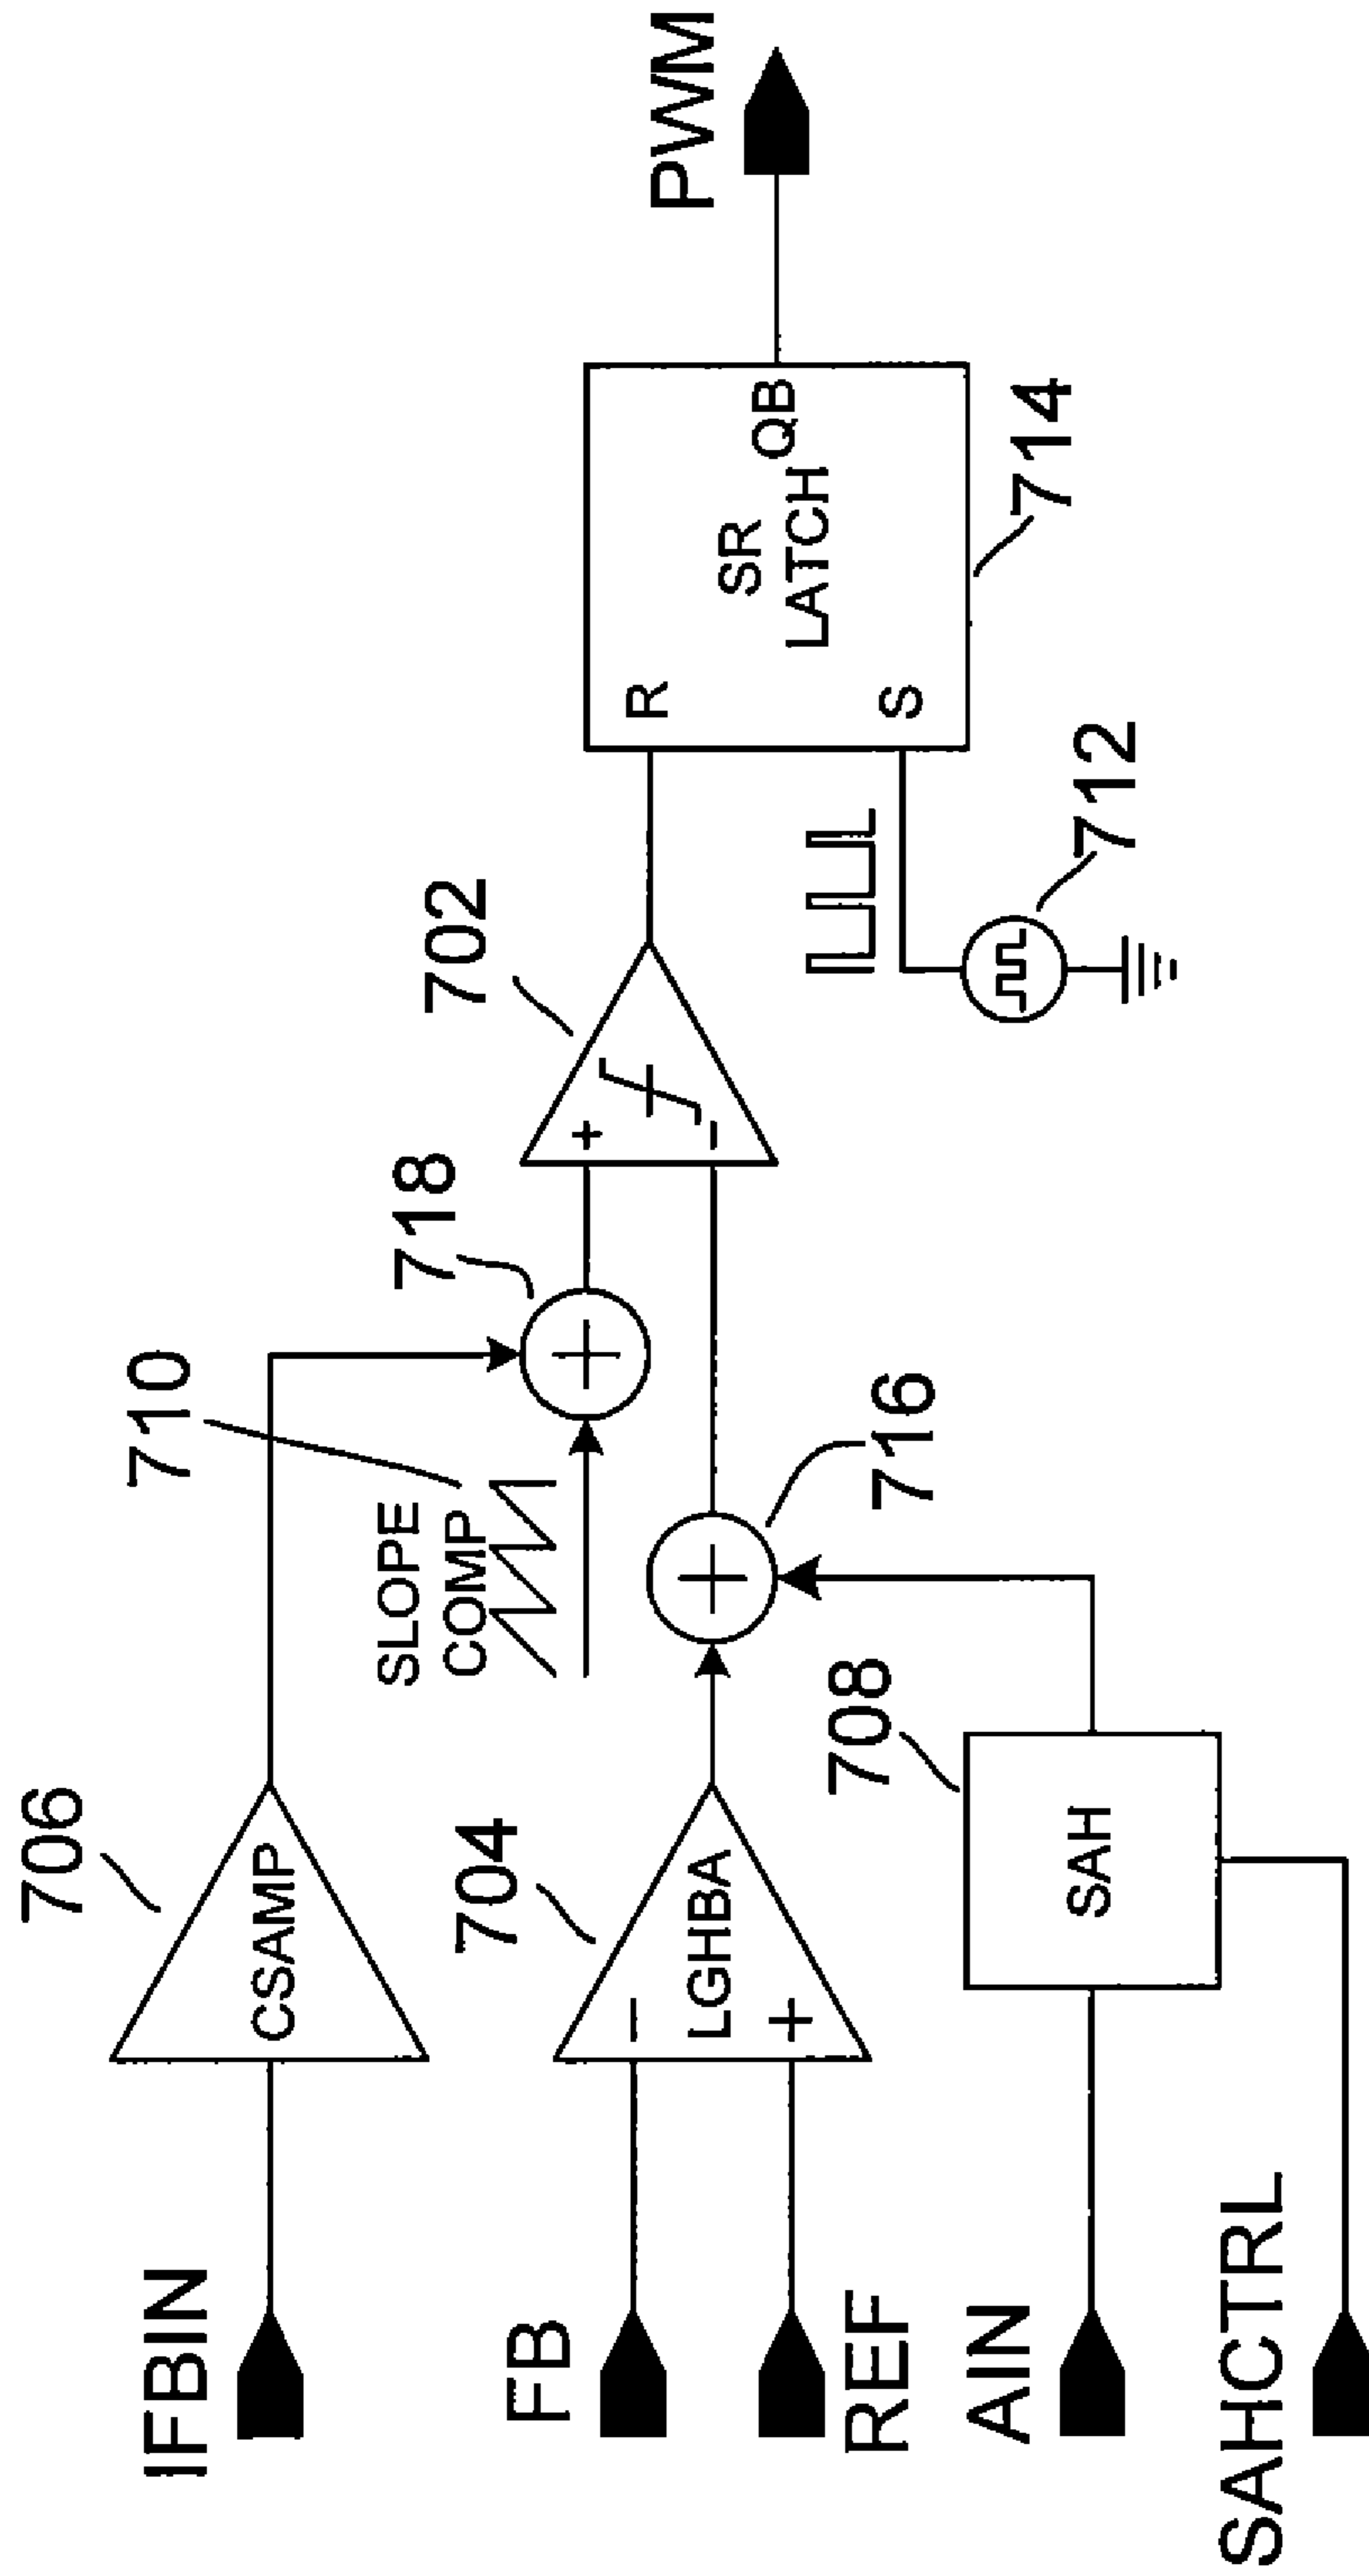 706
IFBIN
CSAMP
710
718
702
PWM
SLOPE
COMP
+
-
R
SR
LATCH
QB
S
714
712
704
FB
-
LGHBA
+
REF
716
708
AIN
SAH
SAHCTRL